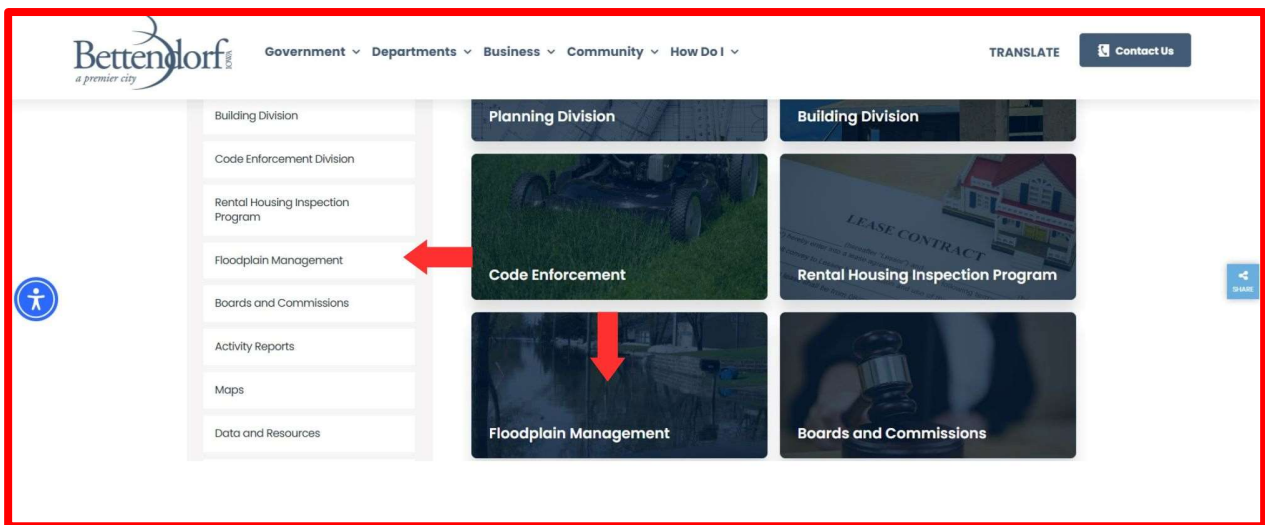 Bettendorf
IOWA
a premier city
Government Departments Business Community How Do I
TRANSLATE
Contact Us
Building Division
Code Enforcement Division
Rental Housing Inspection
Program
Floodplain Management
Boards and Commissions
Activity Reports
Maps
Data and Resources
Planning Division
Building Division
Code Enforcement
LEASE CONTRACT
Rental Housing Inspection Program
Floodplain Management
Boards and Commissions
SHARE